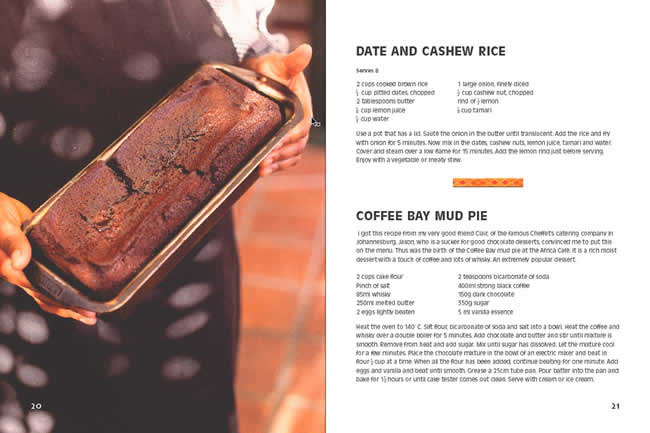 DATE AND CASHEW RICE
Serves 8
2 cups cooked brown rice
cup pitted dates, chopped
2 tablespoons butter
cup lemon juice
cup water
1 large onion, finely diced
cup cashew nut, chopped
rind of ½ lemon
cup tamari
Use a pot that has a lid. Sauté the onion in the butter until translucent. Add the rice and fry
with onion for 5 minutes. Now mix in the dates, cashew nuts, lemon juice, tamari and water.
Cover and steam over a low flame for 15 minutes. Add the lemon rind just before serving.
Enjoy with a vegetable or meaty stew.
COFFEE BAY MUD PIE
I got this recipe from my very good friend Clair, of the famous Cheffet's catering company in
Johannesburg. Jason, who is a sucker for good chocolate desserts, convinced me to put this
on the menu. Thus was the birth of the Coffee Bay mud pie at the Africa Café. It is a rich moist
dessert with a touch of coffee and lots of whisky. An extremely popular dessert.
2 cups cake flour
Pinch of salt
85ml whisky
250ml melted butter
2 eggs lightly beaten
2 teaspoons bicarbonate of soda
400ml strong black coffee
150g dark chocolate
350g sugar
5 ml vanilla essence
Heat the oven to 140˚ C. Sift flour, bicarbonate of soda and salt into a bowl. Heat the coffee and
whisky over a double boiler for 5 minutes. Add chocolate and butter and stir until mixture is
smooth. Remove from heat and add sugar. Mix until sugar has dissolved. Let the mixture cool
for a few minutes. Place the chocolate mixture in the bowl of an electric mixer and beat in
flour ½ cup at a time. When all the flour has been added, continue beating for one minute. Add
eggs and vanilla and beat until smooth. Grease a 25cm tube pan. Pour batter into the pan and
bake for 1½ hours or until cake tester comes out clean. Serve with cream or ice cream.
20
21